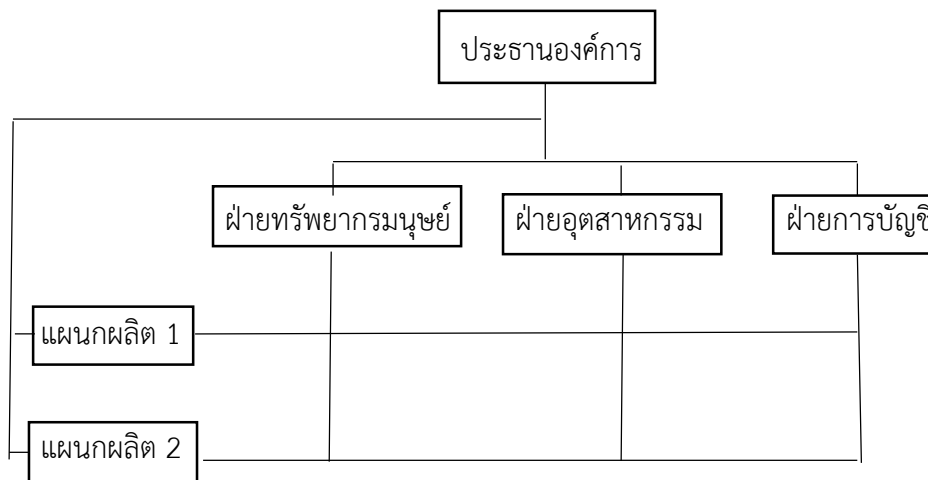 ประธานองค์การ
ฝ่ายทรัพยากรมนุษย์
ฝ่ายอุตสาหกรรม
ฝ่ายการบัญชี
แผนกผลิต 1
แผนกผลิต 2